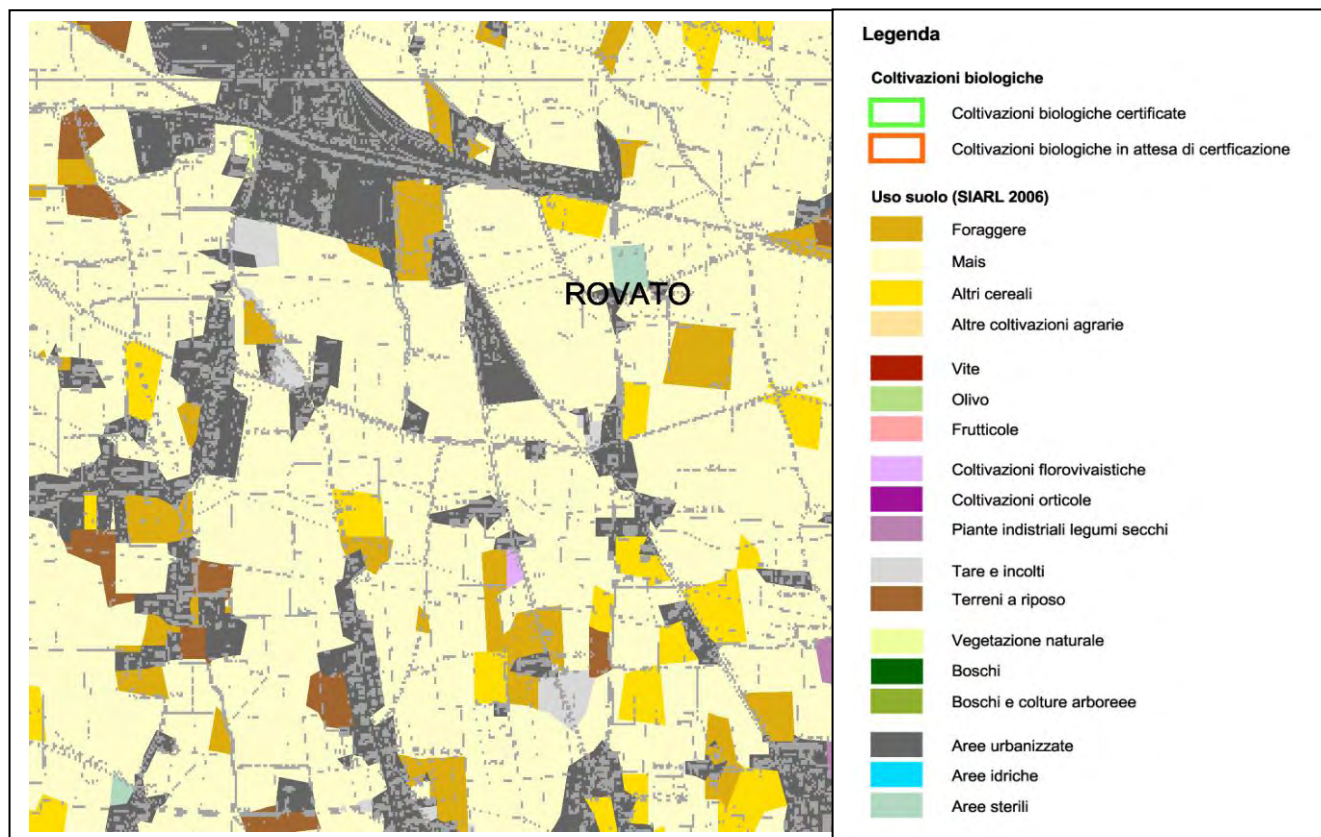 ROVATO
Legenda
Coltivazioni biologiche
Coltivazioni biologiche certificate
Coltivazioni biologiche in attesa di certficazione
Uso suolo (SIARL 2006)
Foraggere
Mais
Altri cereali
Altre coltivazioni agrarie
Vite
Olivo
Frutticole
Coltivazioni florovivaistiche
Coltivazioni orticole
Piante industriali legumi secchi
Tare e incolti
Terreni a riposo
Vegetazione naturale
Boschi
Boschi e colture arboreee
Aree urbanizzate
Aree idriche
Aree sterili